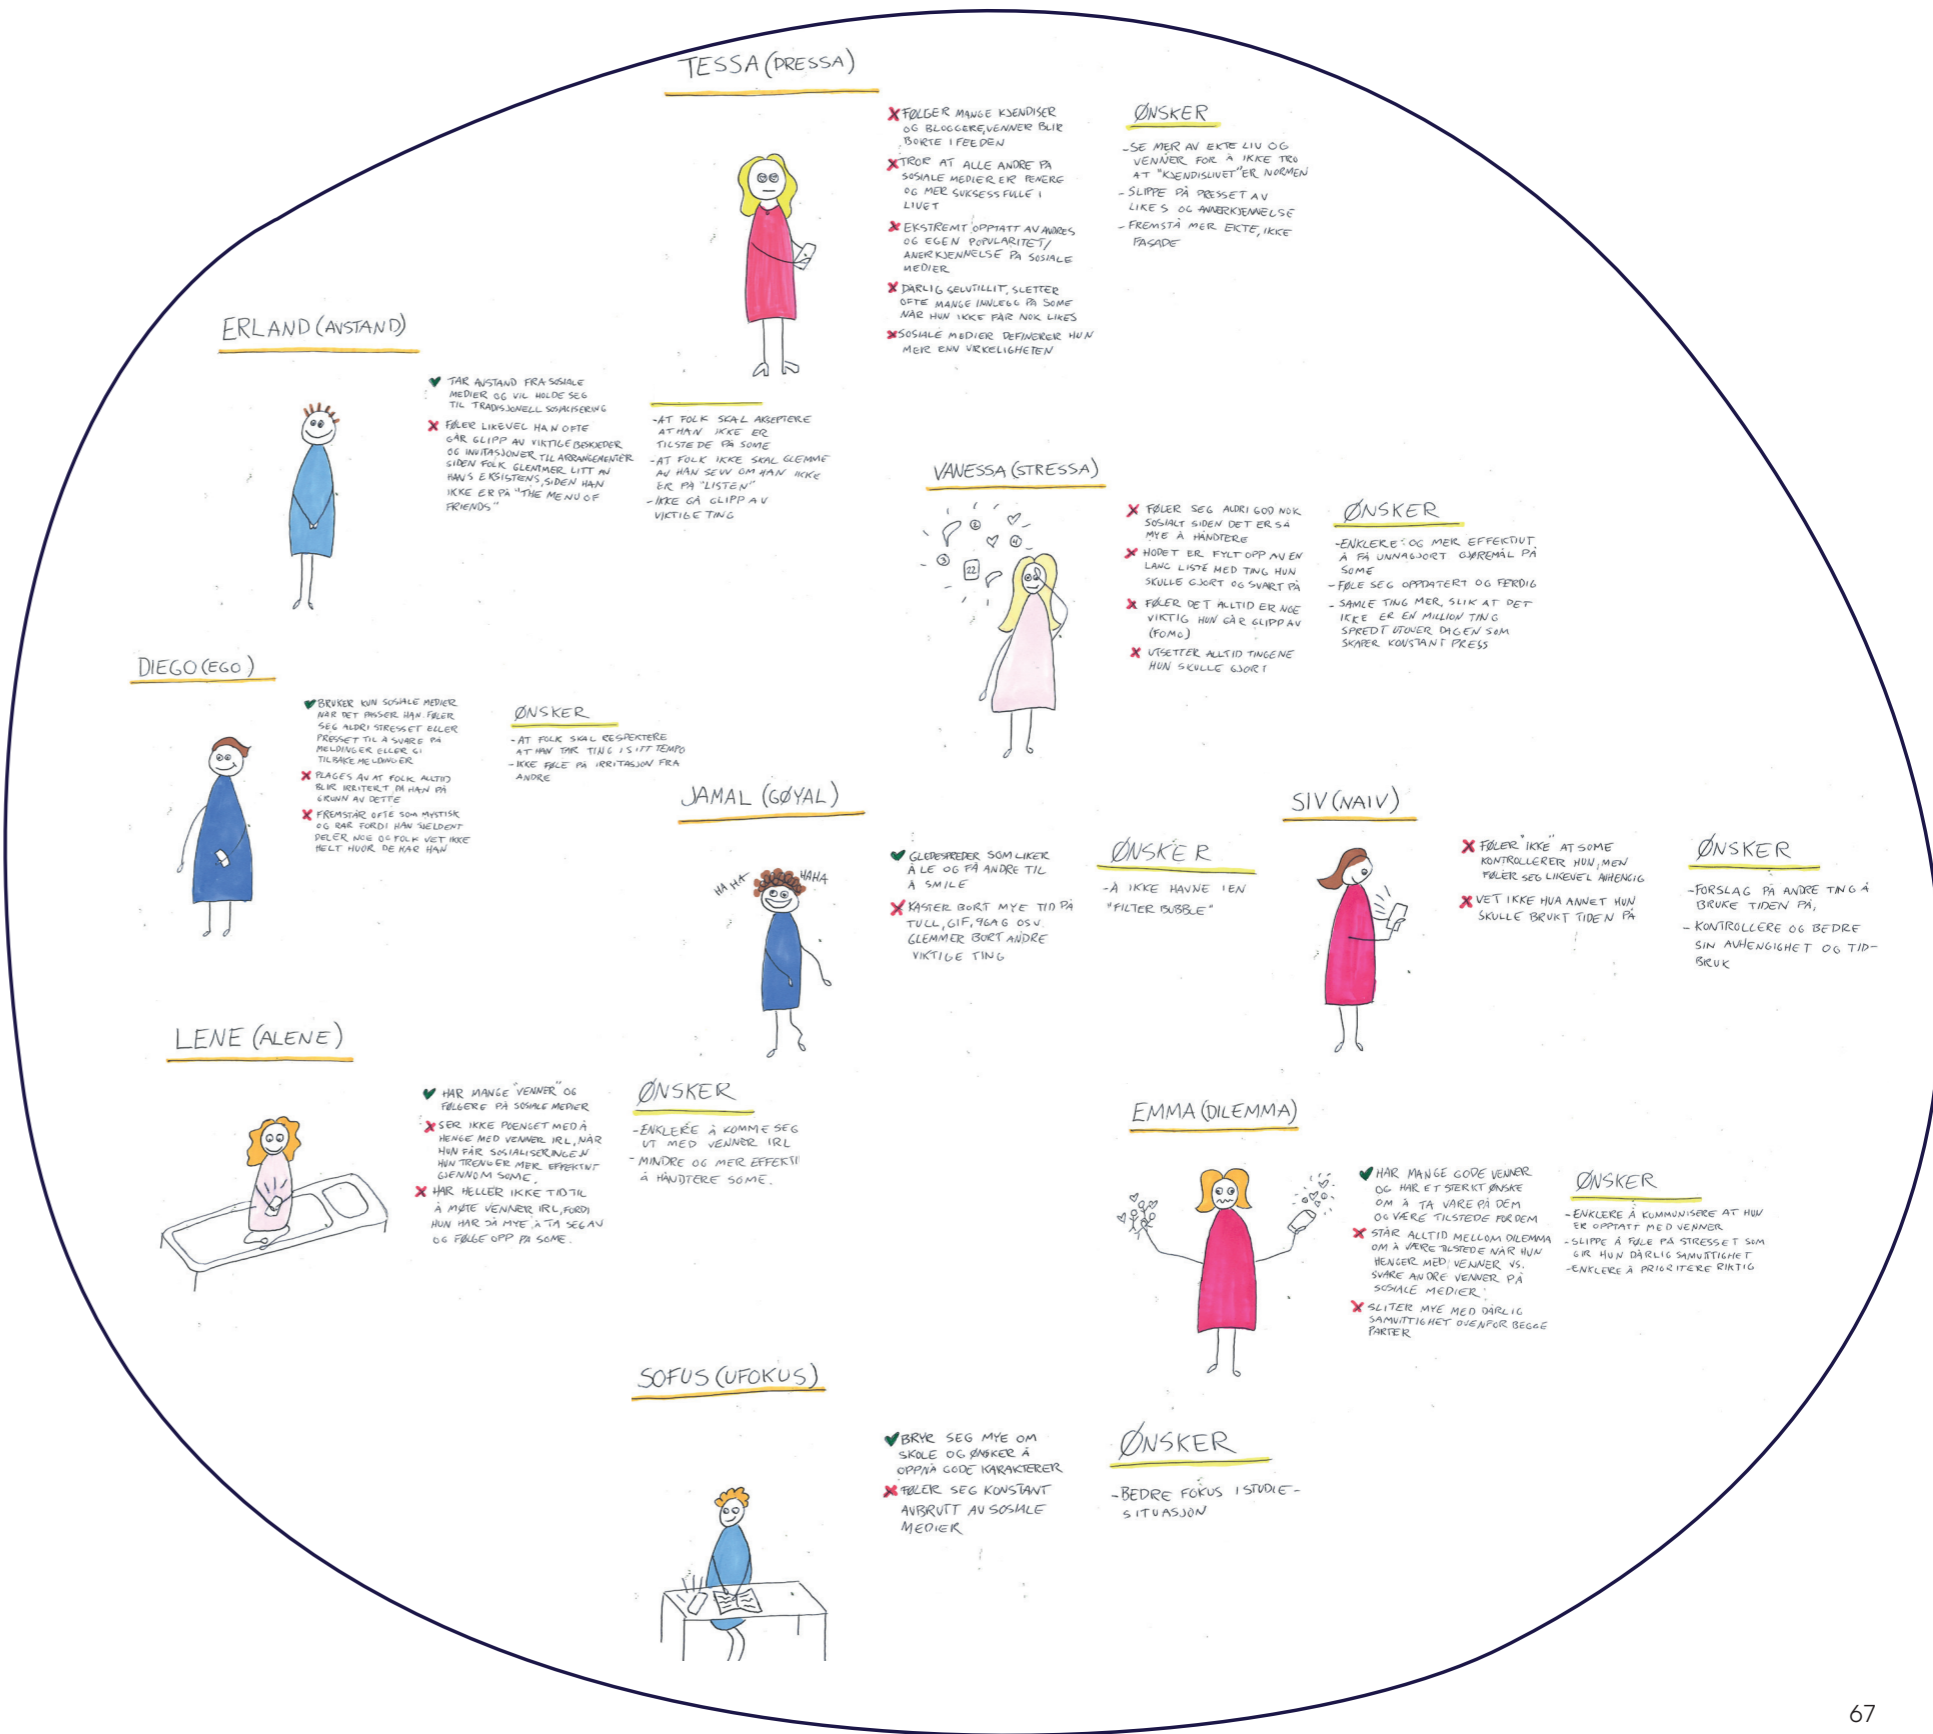 TESSA (PRESSA)
X FØLGER MANGE KJENDISER
OG BLOGGERE, VENNER BLIR
BORTE I FEEDEN
X TROR AT ALLE ANDRE PÅ
SOSIALE MEDIER ER PENERE
OG MER SUKSESSFULLE I
LIVET
X EKSTREMT OPPTATT AV ANDRES
OG EGEN POPULARITET/
ANERKJENNELSE PÅ SOSIALE
MEDIER
X DÅRLIG SELVTILLIT, SLETTER
OFTE MANGE INNLEGG PÅ SOME
NÅR HUN IKKE FÅR NOK LIKES
X SOSIALE MEDIER DEFINERER HUN
MER ENN VIRKELIGHETEN
ØNSKER
- SE MER AV EKTE LIV OG
VENNER FOR Å IKKE TRO
AT "KJENDISLIVET" ER NORMEN
- SLIPPE PÅ PRESSET AV
LIKES OG ANNERKJENNELSE
- FREMSTÅ MER EKTE, IKKE
FASADE
ERLAND (AVSTAND)
✔ TAR AVSTAND FRA SOSIALE
MEDIER OG VIL HOLDE SEG
TIL TRADISJONELL SOSIALISERING
X FØLER LIKEVEL HAN OFTE
GÅR GLIPP AV VIKTIGE BESKJEDER
OG INVITASJONER TIL ARRANGEMENTER
SIDEN FOLK GLEMMER LITT AV
HANS EKSISTENS, SIDEN HAN
IKKE ER PÅ "THE MENU OF
FRIENDS"
- AT FOLK SKAL AKSEPTERE
AT HAN IKKE ER
TILSTEDE PÅ SOME
- AT FOLK IKKE SKAL GLEMME
AV HAN SELV OM HAN IKKE
ER PÅ "LISTEN"
- IKKE GÅ GLIPP AV
VIKTIGE TING
VANESSA (STRESSA)
2
4
3
22
X FØLER SEG ALDRI GOD NOK
SOSIALT SIDEN DET ER SÅ
MYE Å HÅNDTERE
X HODET ER FYLT OPP AV EN
LANG LISTE MED TING HUN
SKULLE GJORT OG SVART PÅ
X FØLER DET ALLTID ER NOE
VIKTIG HUN GÅR GLIPP AV
(FOMO)
X UTSETTER ALLTID TINGENE
HUN SKULLE GJORT
ØNSKER
- ENKLERE OG MER EFFEKTIVT
Å FÅ UNNAGJORT GJØREMÅL PÅ
SOME
- FØLE SEG OPPDATERT OG FERDIG
- SAMLE TING MER, SLIK AT DET
IKKE ER EN MILLION TING
SPREDT UTOVER DAGEN SOM
SKAPER KONSTANT PRESS
DIEGO (EGO)
✔ BRUKER KUN SOSIALE MEDIER
NÅR DET PASSER HAN. FØLER
SEG ALDRI STRESSET ELLER
PRESSET TIL Å SVARE PÅ
MELDINGER ELLER GI
TILBAKEMELDINGER
X PLAGES AV AT FOLK ALLTID
BLIR IRRITERT PÅ HAN PÅ
GRUNN AV DETTE
X FREMSTÅR OFTE SOM MYSTISK
OG RAR FORDI HAN SJELDENT
DELER NOE OG FOLK VET IKKE
HELT HVOR DE HAR HAN
ØNSKER
- AT FOLK SKAL RESPEKTERE
AT HAN TAR TING I SITT TEMPO
- IKKE FØLE PÅ IRRITASJON FRA
ANDRE
JAMAL (GØYAL)
HA HA
HAHA
✔ GLEDESPREDER SOM LIKER
Å LE OG FÅ ANDRE TIL
Å SMILE
X KASTER BORT MYE TID PÅ
TULL, GIF, 9GAG OSV.
GLEMMER BORT ANDRE
VIKTIGE TING
ØNSKER
- Å IKKE HAVNE I EN
"FILTER BUBBLE"
SIV (NAIV)
X FØLER "IKKE" AT SOME
KONTROLLERER HUN, MEN
FØLER SEG LIKEVEL AVHENGIG
X VET IKKE HVA ANNET HUN
SKULLE BRUKT TIDEN PÅ
ØNSKER
- FORSLAG PÅ ANDRE TING Å
BRUKE TIDEN PÅ,
- KONTROLLERE OG BEDRE
SIN AVHENGIGHET OG TID-
BRUK
LENE (ALENE)
✔ HAR MANGE "VENNER" OG
FØLGERE PÅ SOSIALE MEDIER
X SER IKKE POENGET MED Å
HENGE MED VENNER IRL, NÅR
HUN FÅR SOSIALISERINGEN
HUN TRENGER MER EFFEKTIVT
GJENNOM SOME.
X HAR HELLER IKKE TID TIL
Å MØTE VENNER IRL, FORDI
HUN HAR SÅ MYE Å TA SEG AV
OG FØLGE OPP PÅ SOME.
ØNSKER
- ENKLERE Å KOMME SEG
UT MED VENNER IRL
- MINDRE OG MER EFFEKTI
Å HÅNDTERE SOME.
EMMA (DILEMMA)
✔ HAR MANGE GODE VENNER
OG HAR ET STERKT ØNSKE
OM Å TA VARE PÅ DEM
OG VÆRE TILSTEDE FOR DEM
X STÅR ALLTID MELLOM DILEMMA
OM Å VÆRE TILSTEDE NÅR HUN
HENGER MED VENNER VS.
SVARE ANDRE VENNER PÅ
SOSIALE MEDIER
X SLITER MYE MED DÅRLIG
SAMVITTIGHET OVENFOR BEGGE
PARTER
ØNSKER
- ENKLERE Å KOMMUNISERE AT HUN
ER OPPTATT MED VENNER
- SLIPPE Å FØLE PÅ STRESSET SOM
GIR HUN DÅRLIG SAMVITTIGHET
- ENKLERE Å PRIORITERE RIKTIG
SOFUS (UFOKUS)
✔ BRYR SEG MYE OM
SKOLE OG ØNSKER Å
OPPNÅ GODE KARAKTERER
X FØLER SEG KONSTANT
AVBRUTT AV SOSIALE
MEDIER
ØNSKER
- BEDRE FOKUS I STUDIE-
SITUASJON
67